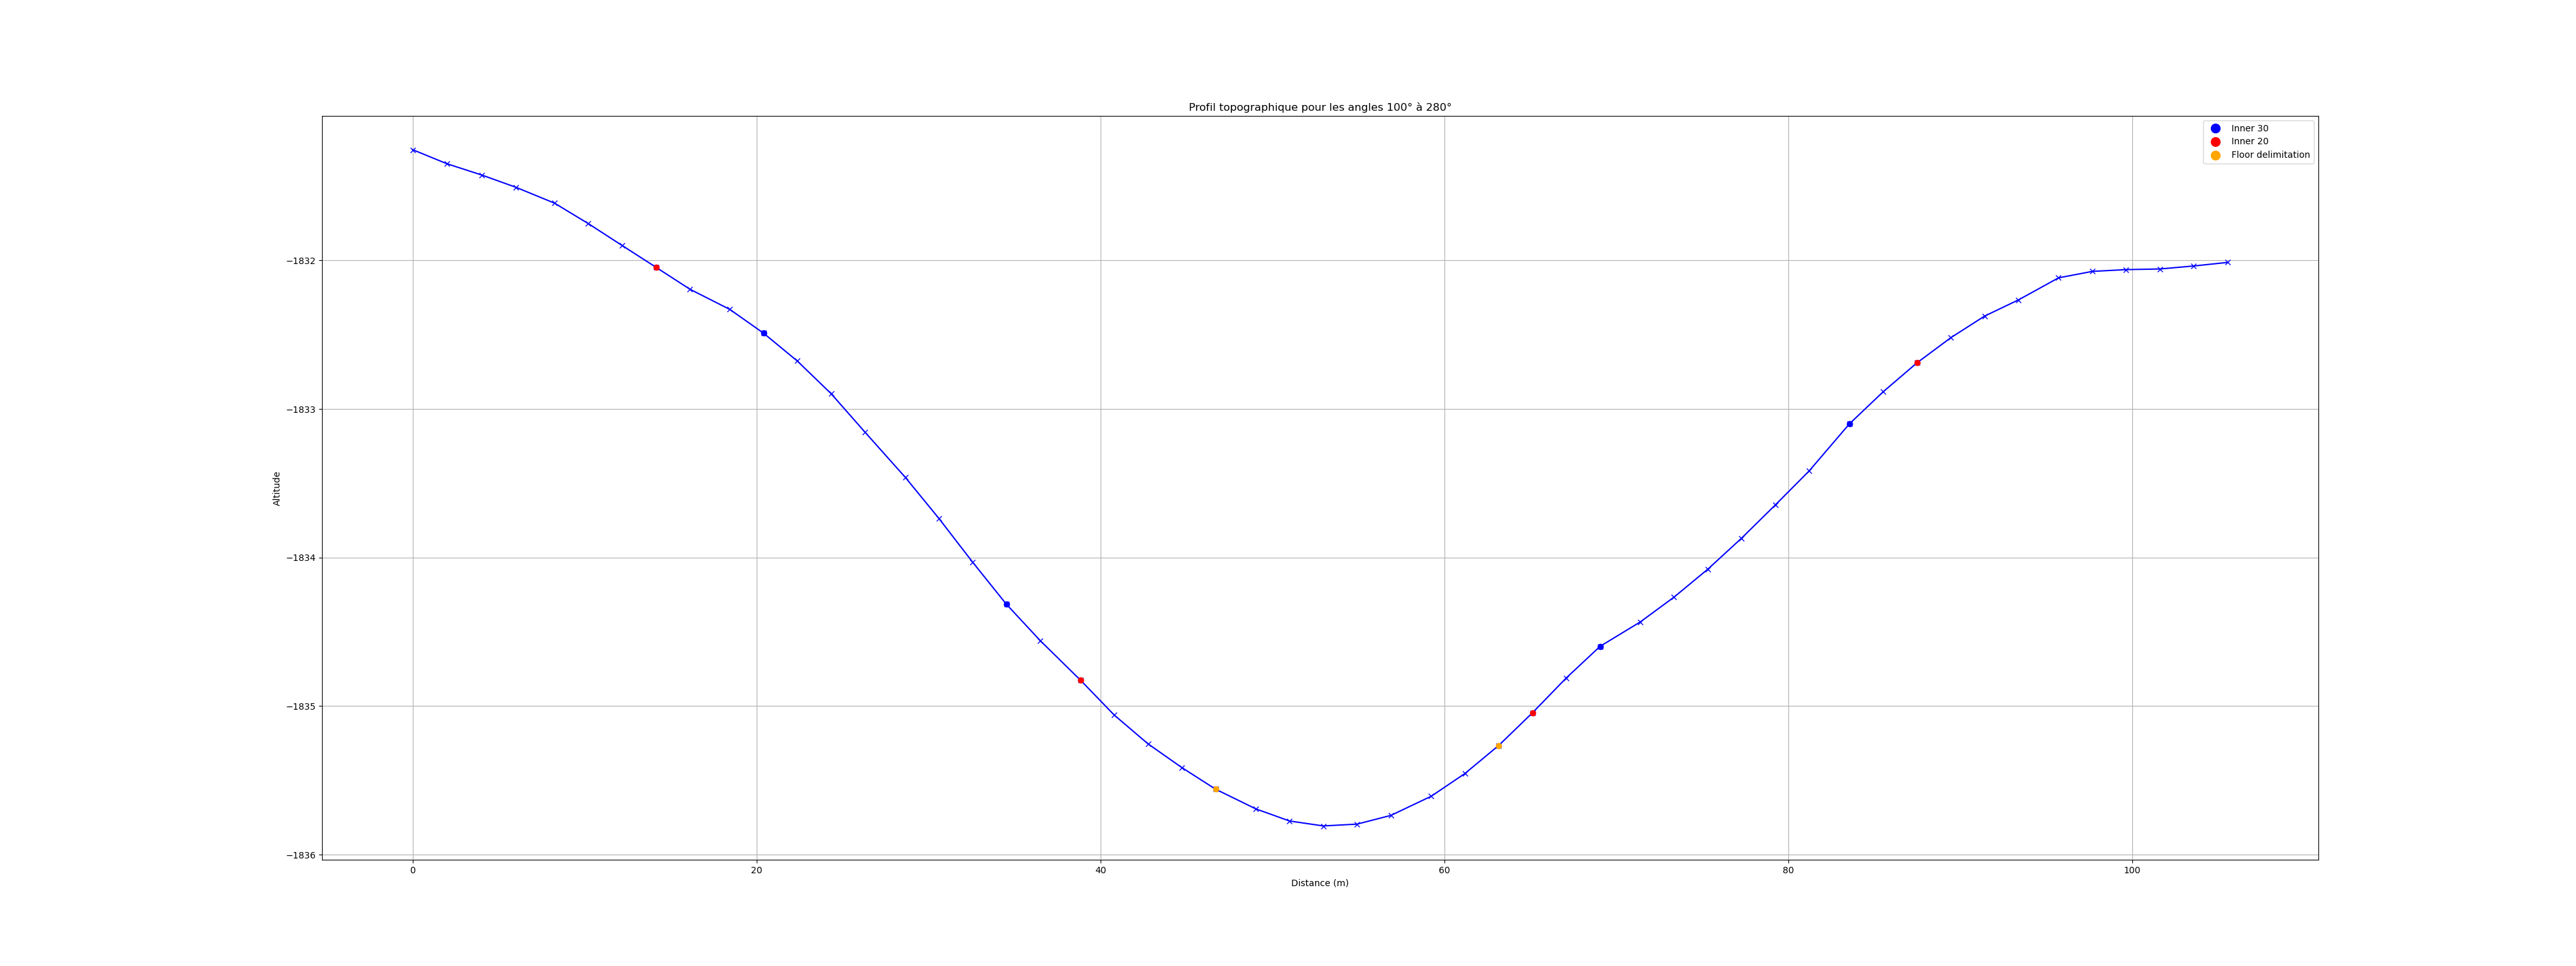 Profil topographique pour les angles 100° à 280°
Inner 30
Inner 20
Floor delimitation
−1832
−1833
−1834
−1835
−1836
Altitude
0 20 40 60 80 100
Distance (m)